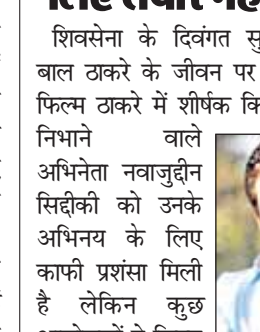 शिवसेना के दिवंगत
बाल ठाकरे के जीवन पर
फिल्म ठाकरे में शीर्षक
निभाने वाले
अभिनेता नवाजुद्दीन
सिद्दीकी को उनके
अभिनय के लिए
काफी प्रशंसा मिली
है लेकिन कुछ